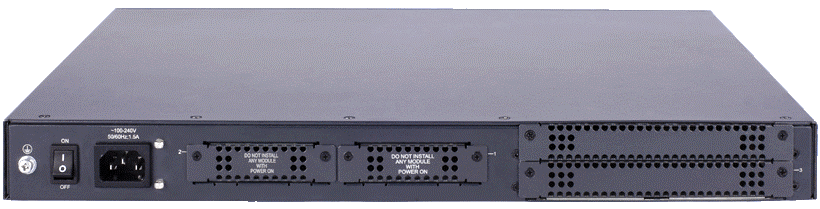 ~100-240V
50/60Hz;1.5A
ON
I
O
OFF
2
DO NOT INSTALL
ANY MODULE
WITH
POWER ON
DO NOT INSTALL
ANY MODULE
WITH
POWER ON
1
3